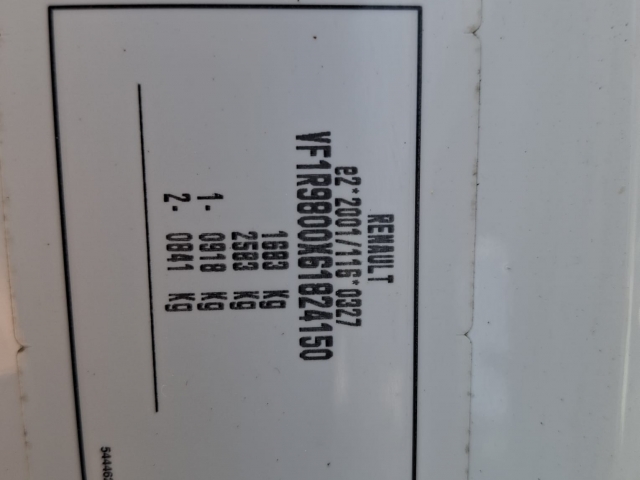 RENAULT
e2*2001/116*0327
VF1R9800X61824150
1683 kg
2583 kg
1- 0918 kg
2- 0841 kg